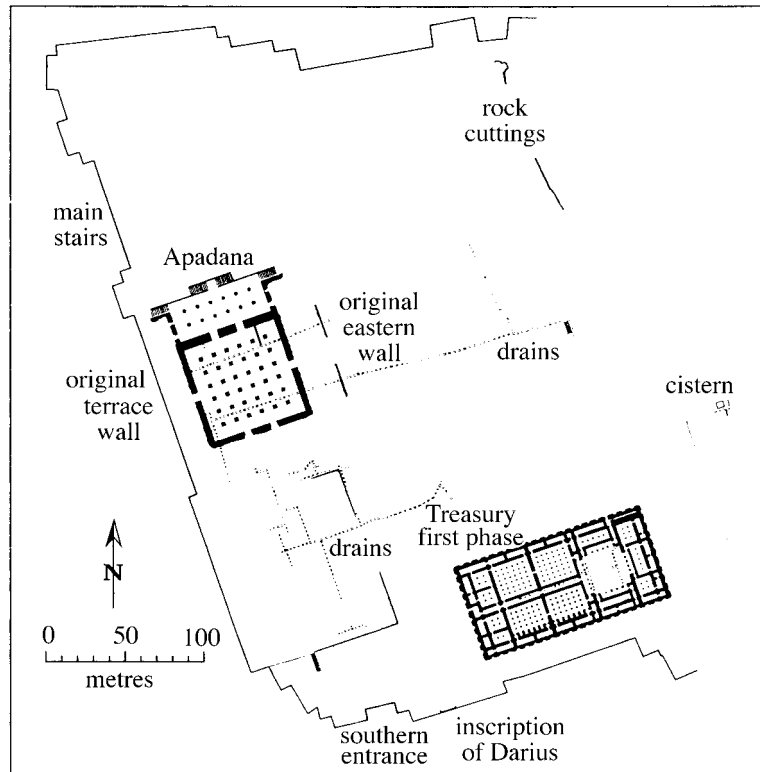 rock
cuttings
main
stairs
Apadana
original
eastern
wall
original
terrace
wall
drains
cistern
Treasury
first phase
drains
N
0 50 100
metres
southern
entrance
inscription
of Darius